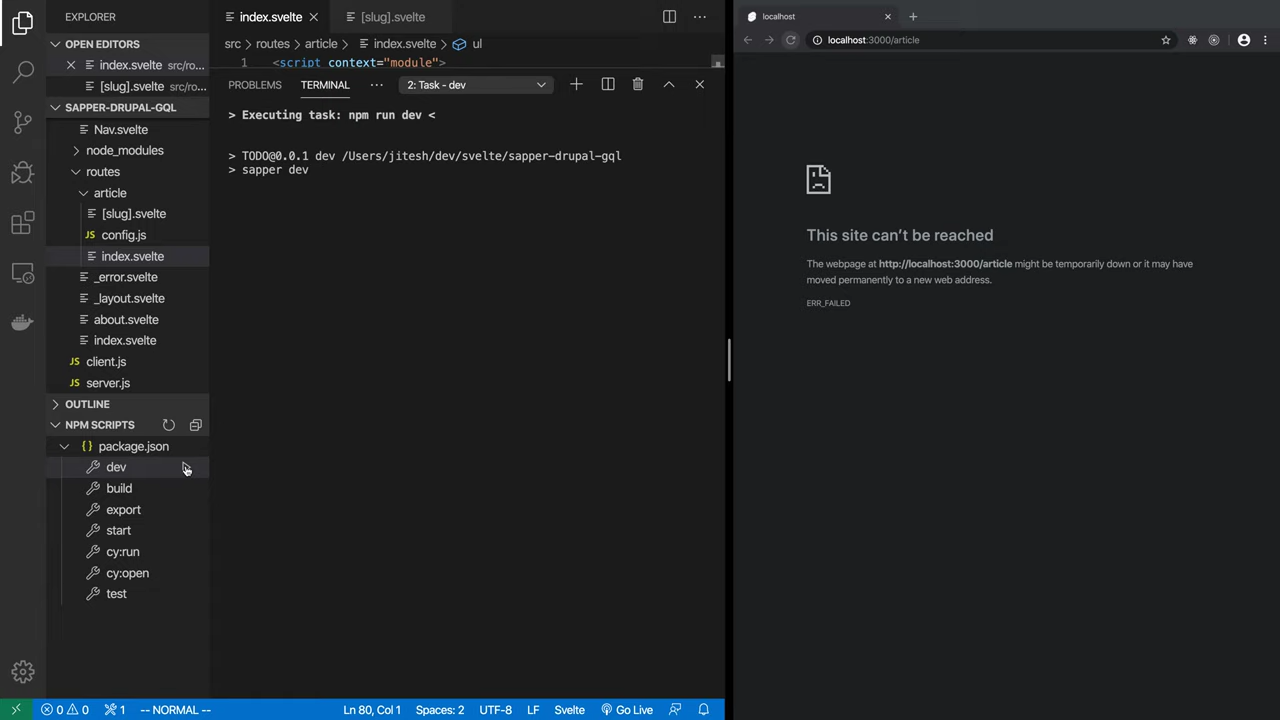 EXPLORER
OPEN EDITORS
index.svelte src/ro...
[slug].svelte src/ro...
SAPPER-DRUPAL-GQL
Nav.svelte
node_modules
routes
article
[slug].svelte
JS config.js
index.svelte
_error.svelte
_layout.svelte
about.svelte
index.svelte
JS client.js
JS server.js
OUTLINE
NPM SCRIPTS
{} package.json
dev
build
export
start
cy:run
cy:open
test
index.svelte
[slug].svelte
src > routes > article > index.svelte > ul
1 <script context="module">
PROBLEMS TERMINAL ... 2: Task - dev
> Executing task: npm run dev <
> TODO@0.0.1 dev /Users/jitesh/dev/svelte/sapper-drupal-gql
> sapper dev
localhost
localhost:3000/article
This site can't be reached
The webpage at http://localhost:3000/article might be temporarily down or it may have
moved permanently to a new web address.
ERR_FAILED
0 0 1 -- NORMAL -- Ln 80, Col 1 Spaces: 2 UTF-8 LF Svelte Go Live